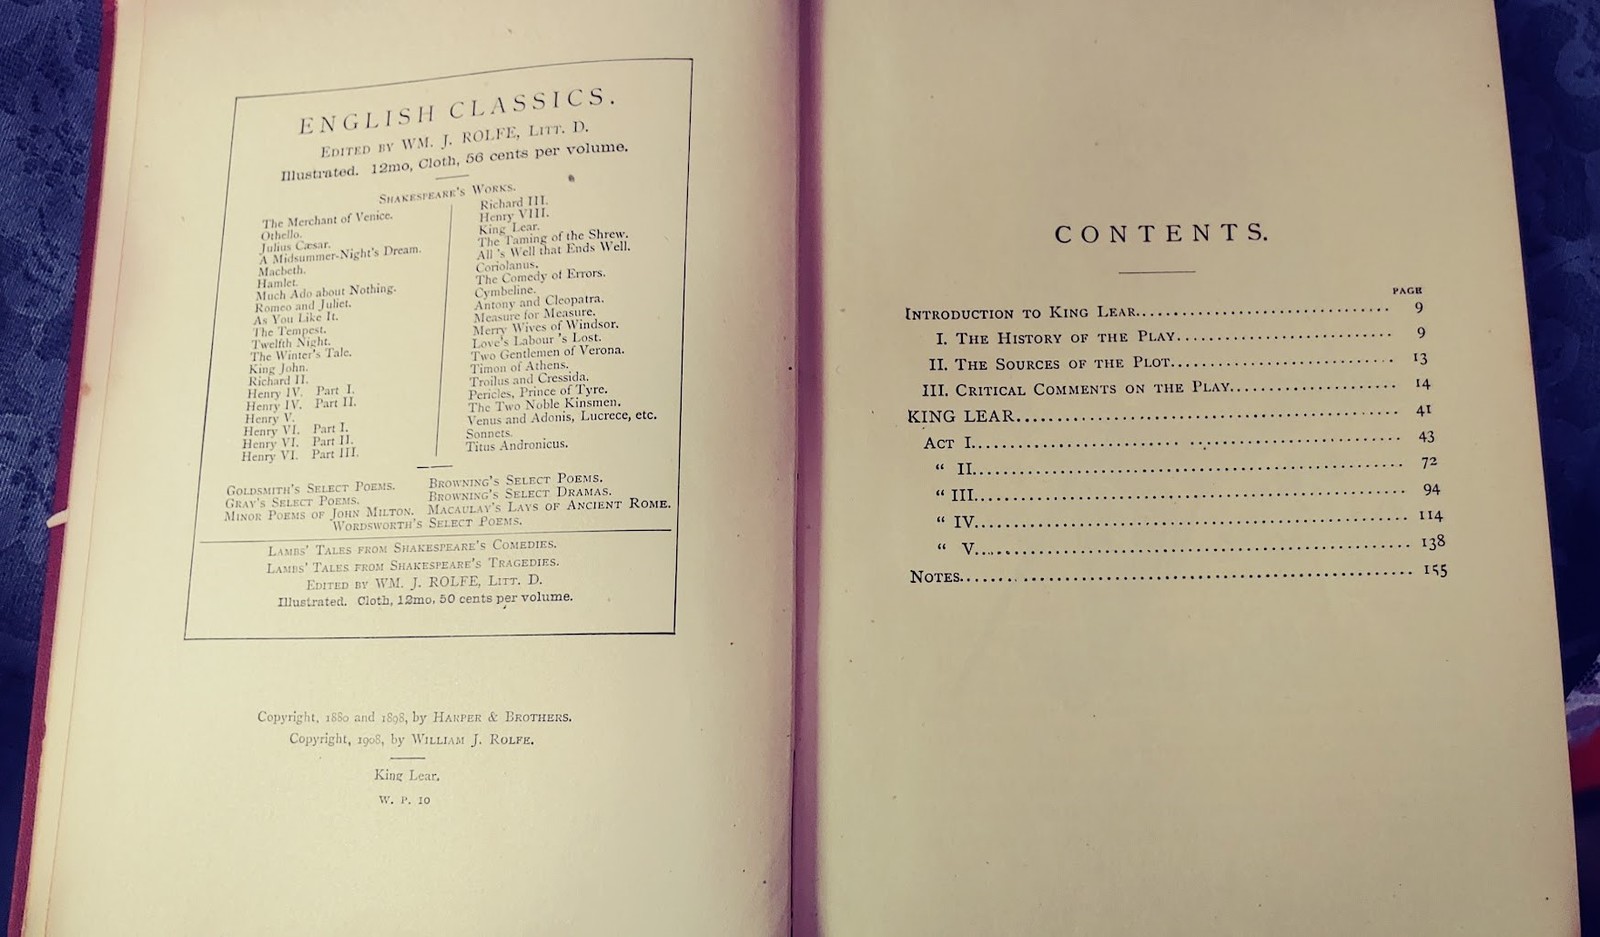 ENGLISH CLASSICS.
EDITED BY WM. J. ROLFE, LITT. D.
Illustrated. 12mo, Cloth, 56 cents per volume.
SHAKESPEARE'S WORKS.
The Merchant of Venice.
Othello.
Julius Cæsar.
A Midsummer-Night's Dream.
Macbeth.
Hamlet.
Much Ado about Nothing.
Romeo and Juliet.
As You Like It.
The Tempest.
Twelfth Night.
The Winter's Tale.
King John.
Richard II.
Henry IV. Part I.
Henry IV. Part II.
Henry V.
Henry VI. Part I.
Henry VI. Part II.
Henry VI. Part III.
Richard III.
Henry VIII.
King Lear.
The Taming of the Shrew.
All 's Well that Ends Well.
Coriolanus.
The Comedy of Errors.
Cymbeline.
Antony and Cleopatra.
Measure for Measure.
Merry Wives of Windsor.
Love's Labour 's Lost.
Two Gentlemen of Verona.
Timon of Athens.
Troilus and Cressida.
Pericles, Prince of Tyre.
The Two Noble Kinsmen.
Venus and Adonis, Lucrece, etc.
Sonnets.
Titus Andronicus.
GOLDSMITH'S SELECT POEMS.
GRAY'S SELECT POEMS.
MINOR POEMS OF JOHN MILTON.
BROWNING'S SELECT POEMS.
BROWNING'S SELECT DRAMAS.
MACAULAY'S LAYS OF ANCIENT ROME.
WORDSWORTH'S SELECT POEMS.
LAMBS' TALES FROM SHAKESPEARE'S COMEDIES.
LAMBS' TALES FROM SHAKESPEARE'S TRAGEDIES.
EDITED BY WM. J. ROLFE, LITT. D.
Illustrated. Cloth, 12mo, 50 cents per volume.
Copyright, 1880 and 1898, by HARPER & BROTHERS.
Copyright, 1908, by WILLIAM J. ROLFE.
King Lear.
W. P. 10
CONTENTS.
PAGE
INTRODUCTION TO KING LEAR 9
I. THE HISTORY OF THE PLAY 9
II. THE SOURCES OF THE PLOT 13
III. CRITICAL COMMENTS ON THE PLAY 14
KING LEAR 41
ACT I 43
“ II 72
“ III 94
“ IV 114
“ V 138
NOTES 155